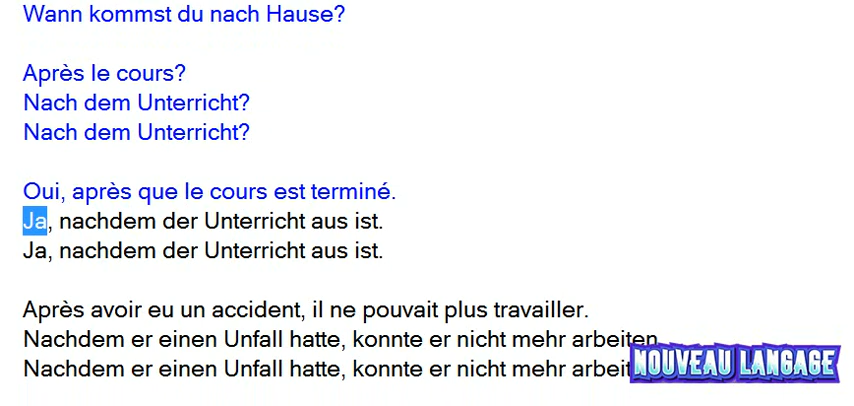 Wann kommst du nach Hause?
Après le cours?
Nach dem Unterricht?
Nach dem Unterricht?
Oui, après que le cours est terminé.
Ja, nachdem der Unterricht aus ist.
Ja, nachdem der Unterricht aus ist.
Après avoir eu un accident, il ne pouvait plus travailler.
Nachdem er einen Unfall hatte, konnte er nicht mehr arbeiten
Nachdem er einen Unfall hatte, konnte er nicht mehr arbeit
NOUVEAU LANGAGE